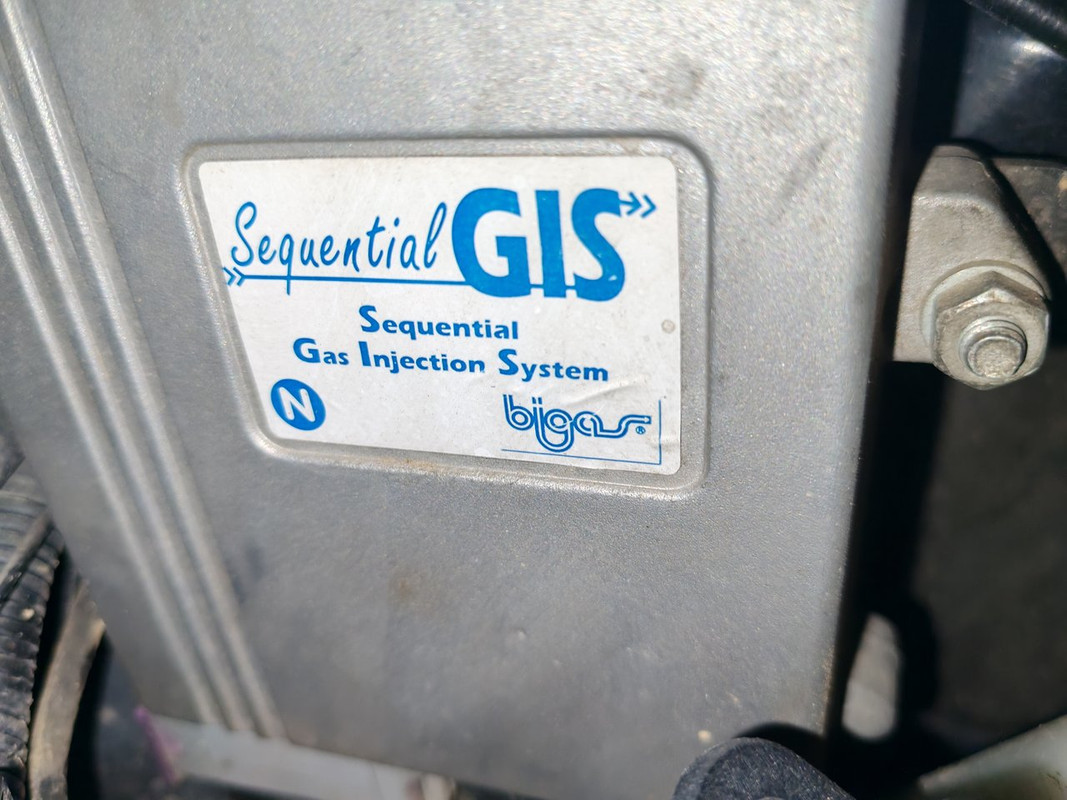 Sequential GIS
Sequential
Gas Injection System
N
bigas®